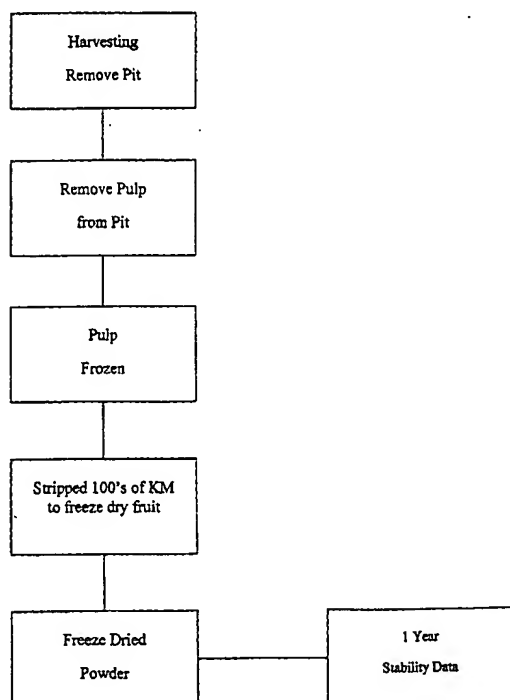 Harvesting
Remove Pit
Remove Pulp
from Pit
Pulp
Frozen
Stripped 100's of KM
to freeze dry fruit
Freeze Dried
Powder
1 Year
Stability Data